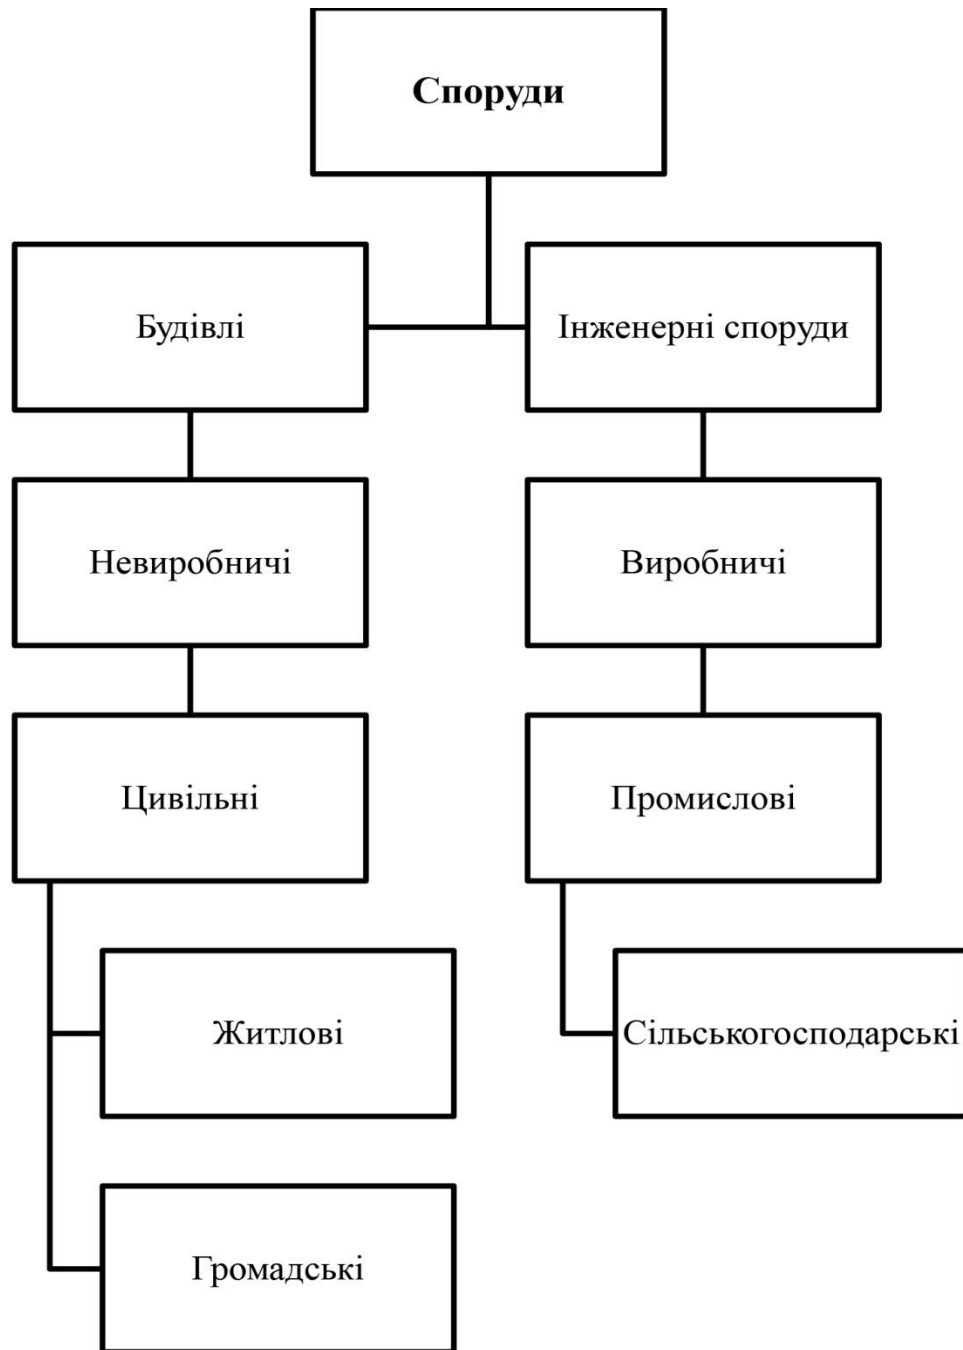 Споруди
Будівлі
Інженерні споруди
Невиробничі
Виробничі
Цивільні
Промислові
Житлові
Сільськогосподарські
Громадські